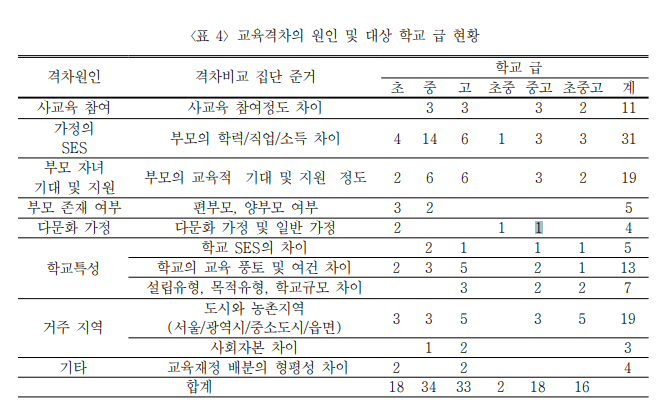 <표 4> 교육격차의 원인 및 대상 학교 급 현황
격차원인 격차비교 집단 준거 학교 급
초 중 고 초중 중고 초중고 계
사교육 참여 사교육 참여정도 차이 3 3 3 2 11
가정의
SES 부모의 학력/직업/소득 차이 4 14 6 1 3 3 31
부모 자녀
기대 및 지원 부모의 교육적 기대 및 지원 정도 2 6 6 3 2 19
부모 존재 여부 편부모, 양부모 여부 3 2 5
다문화 가정 다문화 가정 및 일반 가정 2 1 1 4
학교특성 학교 SES의 차이 2 1 1 1 5
학교의 교육 풍토 및 여건 차이 2 3 5 2 1 13
설립유형, 목적유형, 학교규모 차이 3 2 2 7
거주 지역 도시와 농촌지역
(서울/광역시/중소도시/읍면) 3 3 5 3 5 19
사회자본 차이 1 2 3
기타 교육재정 배분의 형평성 차이 2 2 4
합계 18 34 33 2 18 16